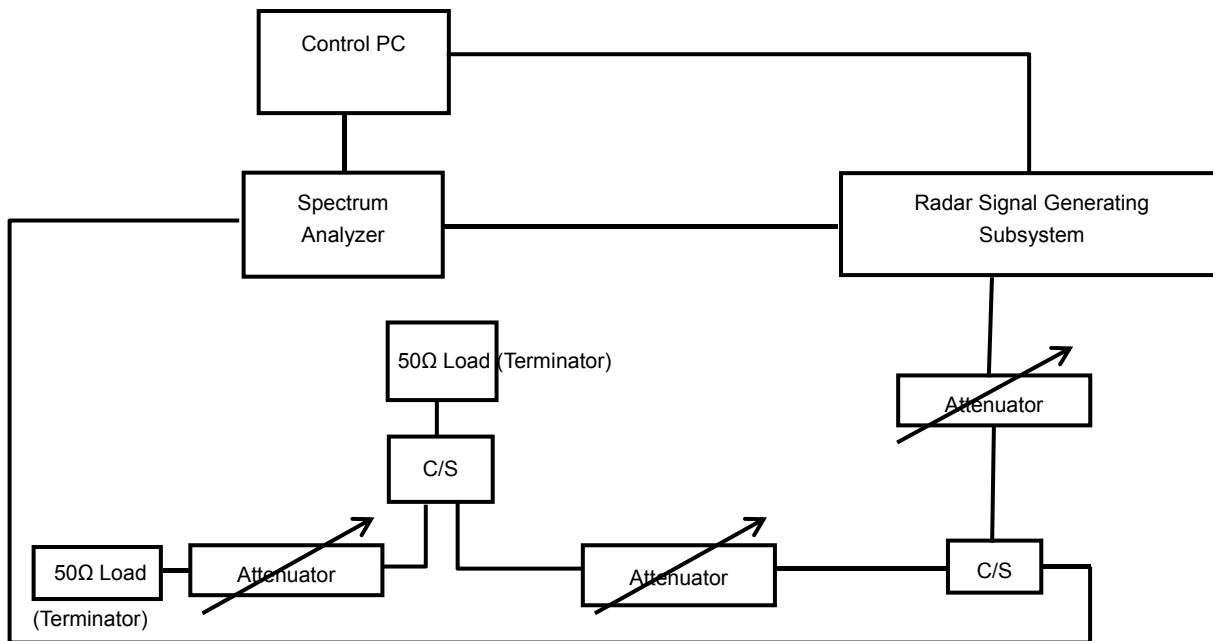 Control PC
Spectrum
Analyzer
Radar Signal Generating
Subsystem
50Ω Load (Terminator)
Attenuator
C/S
50Ω Load
(Terminator)
Attenuator
Attenuator
C/S